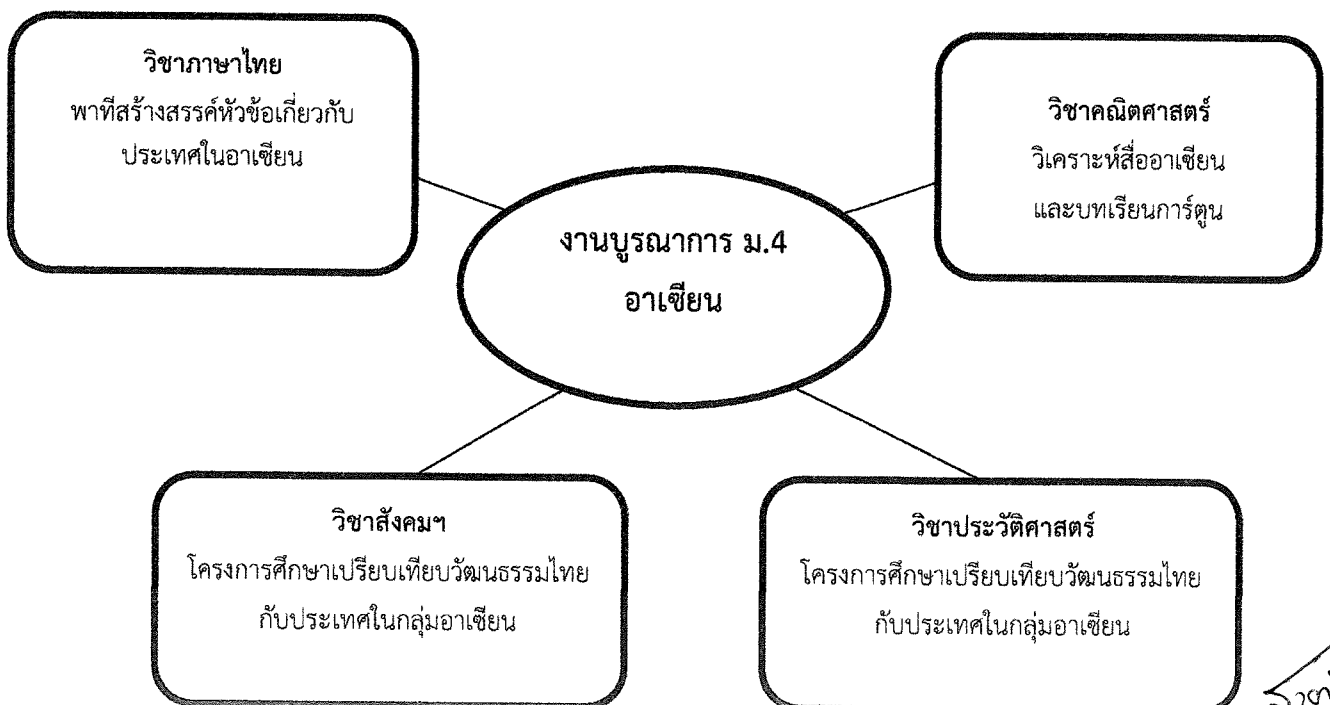 วิชาภาษาไทย
พาทีสร้างสรรค์หัวข้อเกี่ยวกับ
ประเทศในอาเซียน
วิชาคณิตศาสตร์
วิเคราะห์สื่ออาเซียน
และบทเรียนการ์ตูน
งานบูรณาการ ม.4
อาเซียน
วิชาสังคมฯ
โครงการศึกษาเปรียบเทียบวัฒนธรรมไทย
กับประเทศในกลุ่มอาเซียน
วิชาประวัติศาสตร์
โครงการศึกษาเปรียบเทียบวัฒนธรรมไทย
กับประเทศในกลุ่มอาเซียน